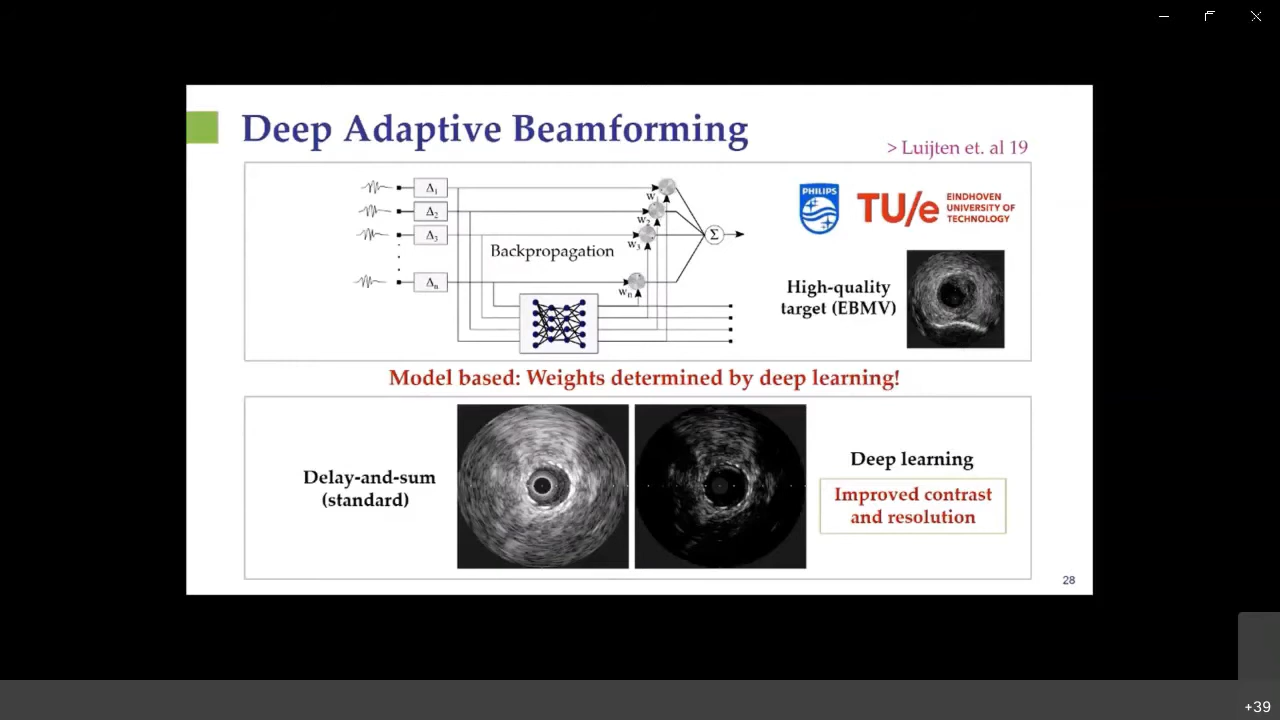 Deep Adaptive Beamforming
> Luijten et. al 19
Δ1
Δ2
Δ3
Δn
w
w2
w3
wn
Σ
Backpropagation
PHILIPS
TU/e EINDHOVEN
UNIVERSITY OF
TECHNOLOGY
High-quality
target (EBMV)
Model based: Weights determined by deep learning!
Delay-and-sum
(standard)
Deep learning
Improved contrast
and resolution
28
+39